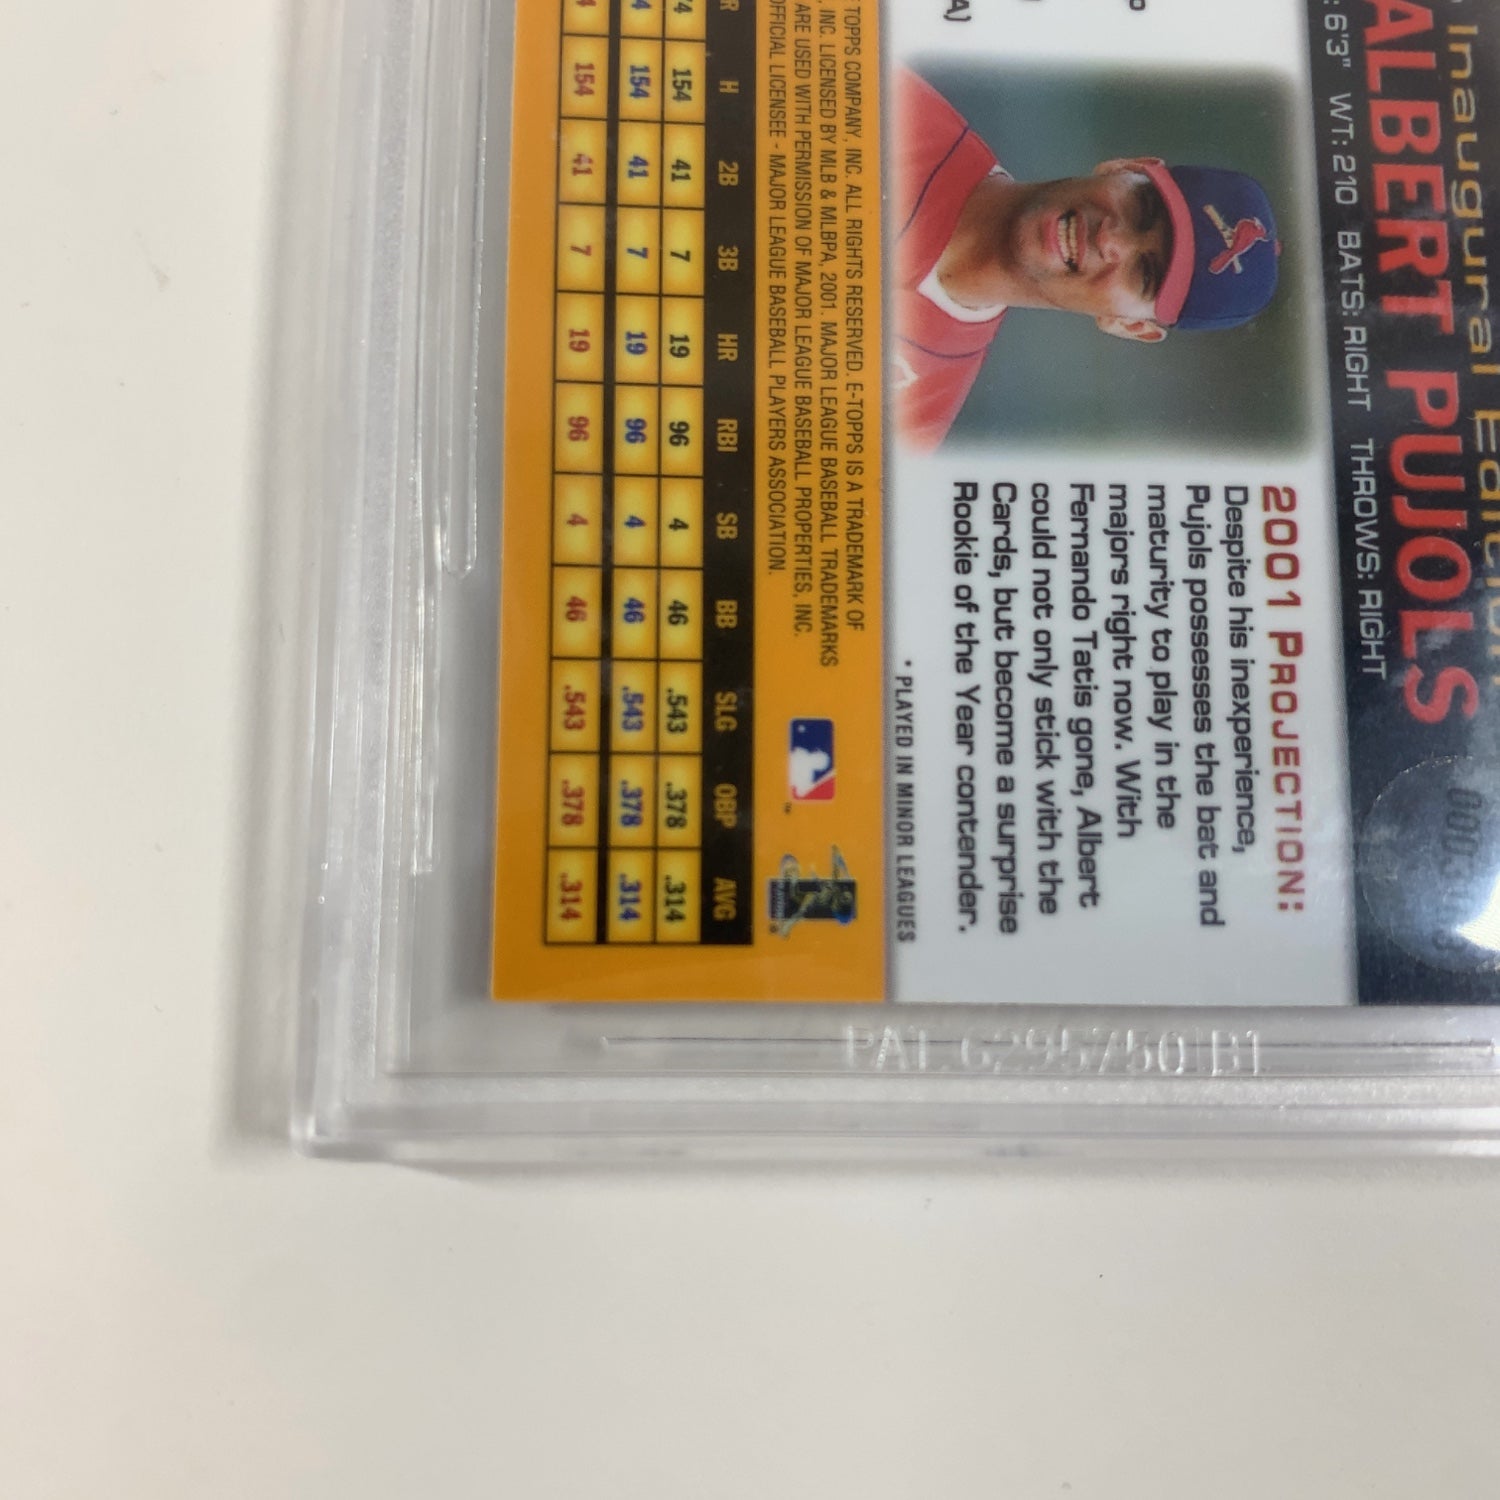 Inaugural Edition
ALBERT PUJOLS
: 6'3" WT: 210 BATS: RIGHT THROWS: RIGHT
2001 PROJECTION:
Despite his inexperience,
Pujols possesses the bat and
maturity to play in the
majors right now. With
Fernando Tatis gone, Albert
could not only stick with the
Cards, but become a surprise
Rookie of the Year contender.
* PLAYED IN MINOR LEAGUES
TOPPS COMPANY, INC. ALL RIGHTS RESERVED. E-TOPPS IS A TRADEMARK OF
, INC. LICENSED BY MLB & MLBPA, 2001. MAJOR LEAGUE BASEBALL TRADEMARKS
ARE USED WITH PERMISSION OF MAJOR LEAGUE BASEBALL PROPERTIES, INC.
OFFICIAL LICENSEE - MAJOR LEAGUE BASEBALL PLAYERS ASSOCIATION.
R H 2B 3B HR RBI SB BB SLG OBP AVG
74 154 41 7 19 96 4 46 .543 .378 .314
4 154 41 7 19 96 4 46 .543 .378 .314
4 154 41 7 19 96 4 46 .543 .378 .314
PAT. 6295750 B1